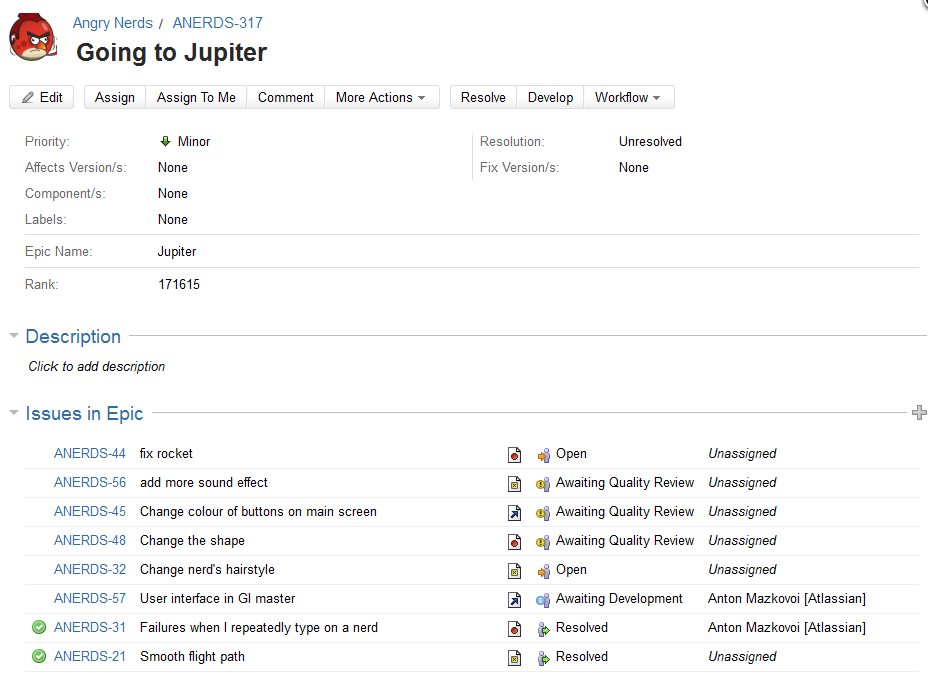 Angry Nerds / ANERDS-317
Going to Jupiter
Edit Assign Assign To Me Comment More Actions Resolve Develop Workflow
Priority: Minor Resolution: Unresolved
Affects Version/s: None Fix Version/s: None
Component/s: None
Labels: None
Epic Name: Jupiter
Rank: 171615
Description
Click to add description
Issues in Epic
ANERDS-44 fix rocket Open Unassigned
ANERDS-56 add more sound effect Awaiting Quality Review Unassigned
ANERDS-45 Change colour of buttons on main screen Awaiting Quality Review Unassigned
ANERDS-48 Change the shape Awaiting Quality Review Unassigned
ANERDS-32 Change nerd's hairstyle Open Unassigned
ANERDS-57 User interface in GI master Awaiting Development Anton Mazkovoi [Atlassian]
ANERDS-31 Failures when I repeatedly type on a nerd Resolved Anton Mazkovoi [Atlassian]
ANERDS-21 Smooth flight path Resolved Unassigned